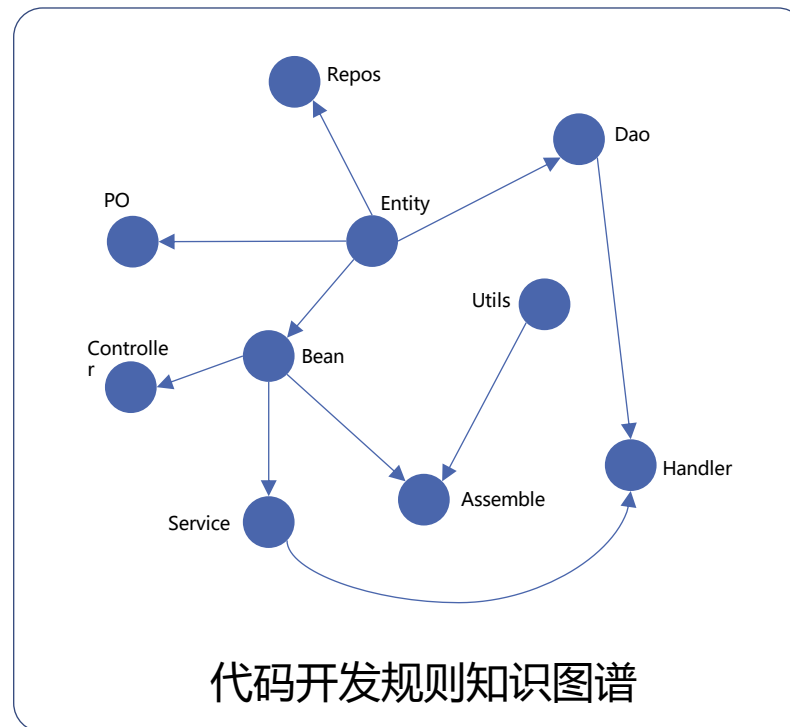 Repos
Dao
PO
Entity
Utils
Controlle
r
Bean
Handler
Assemble
Service
代码开发规则知识图谱